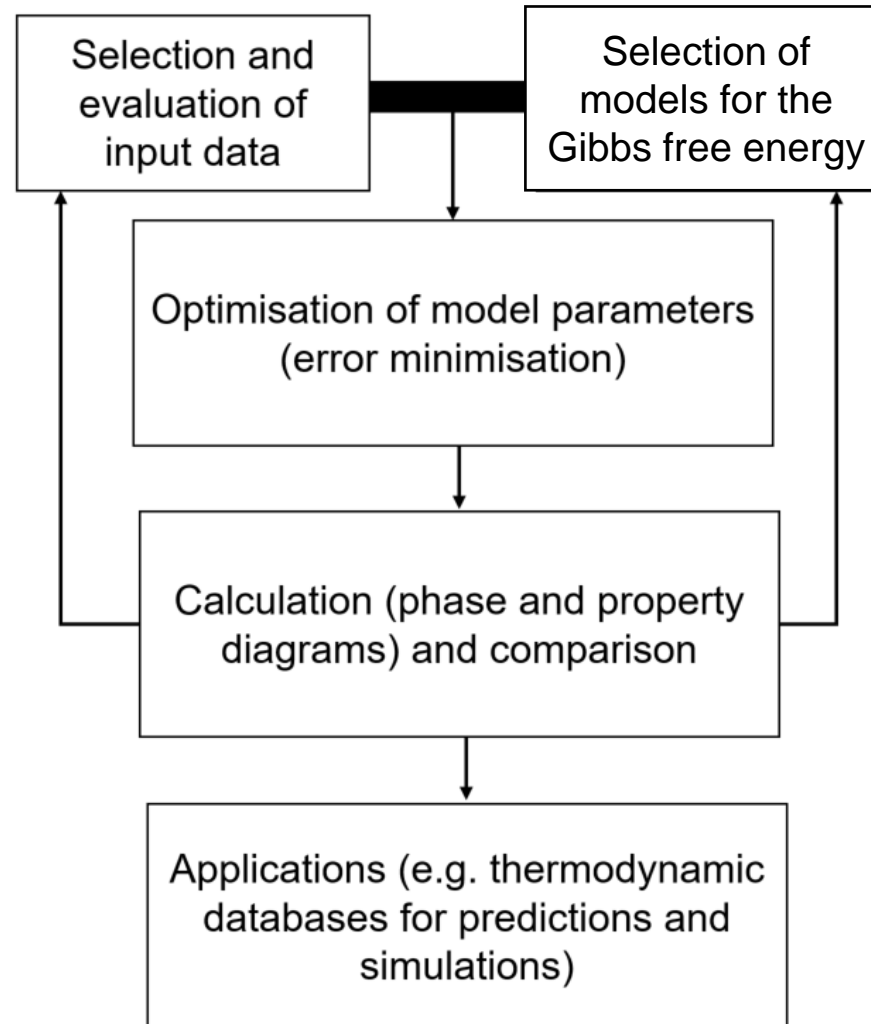 Selection and
evaluation of
input data
Selection of
models for the
Gibbs free energy
Optimisation of model parameters
(error minimisation)
Calculation (phase and property
diagrams) and comparison
Applications (e.g. thermodynamic
databases for predictions and
simulations)